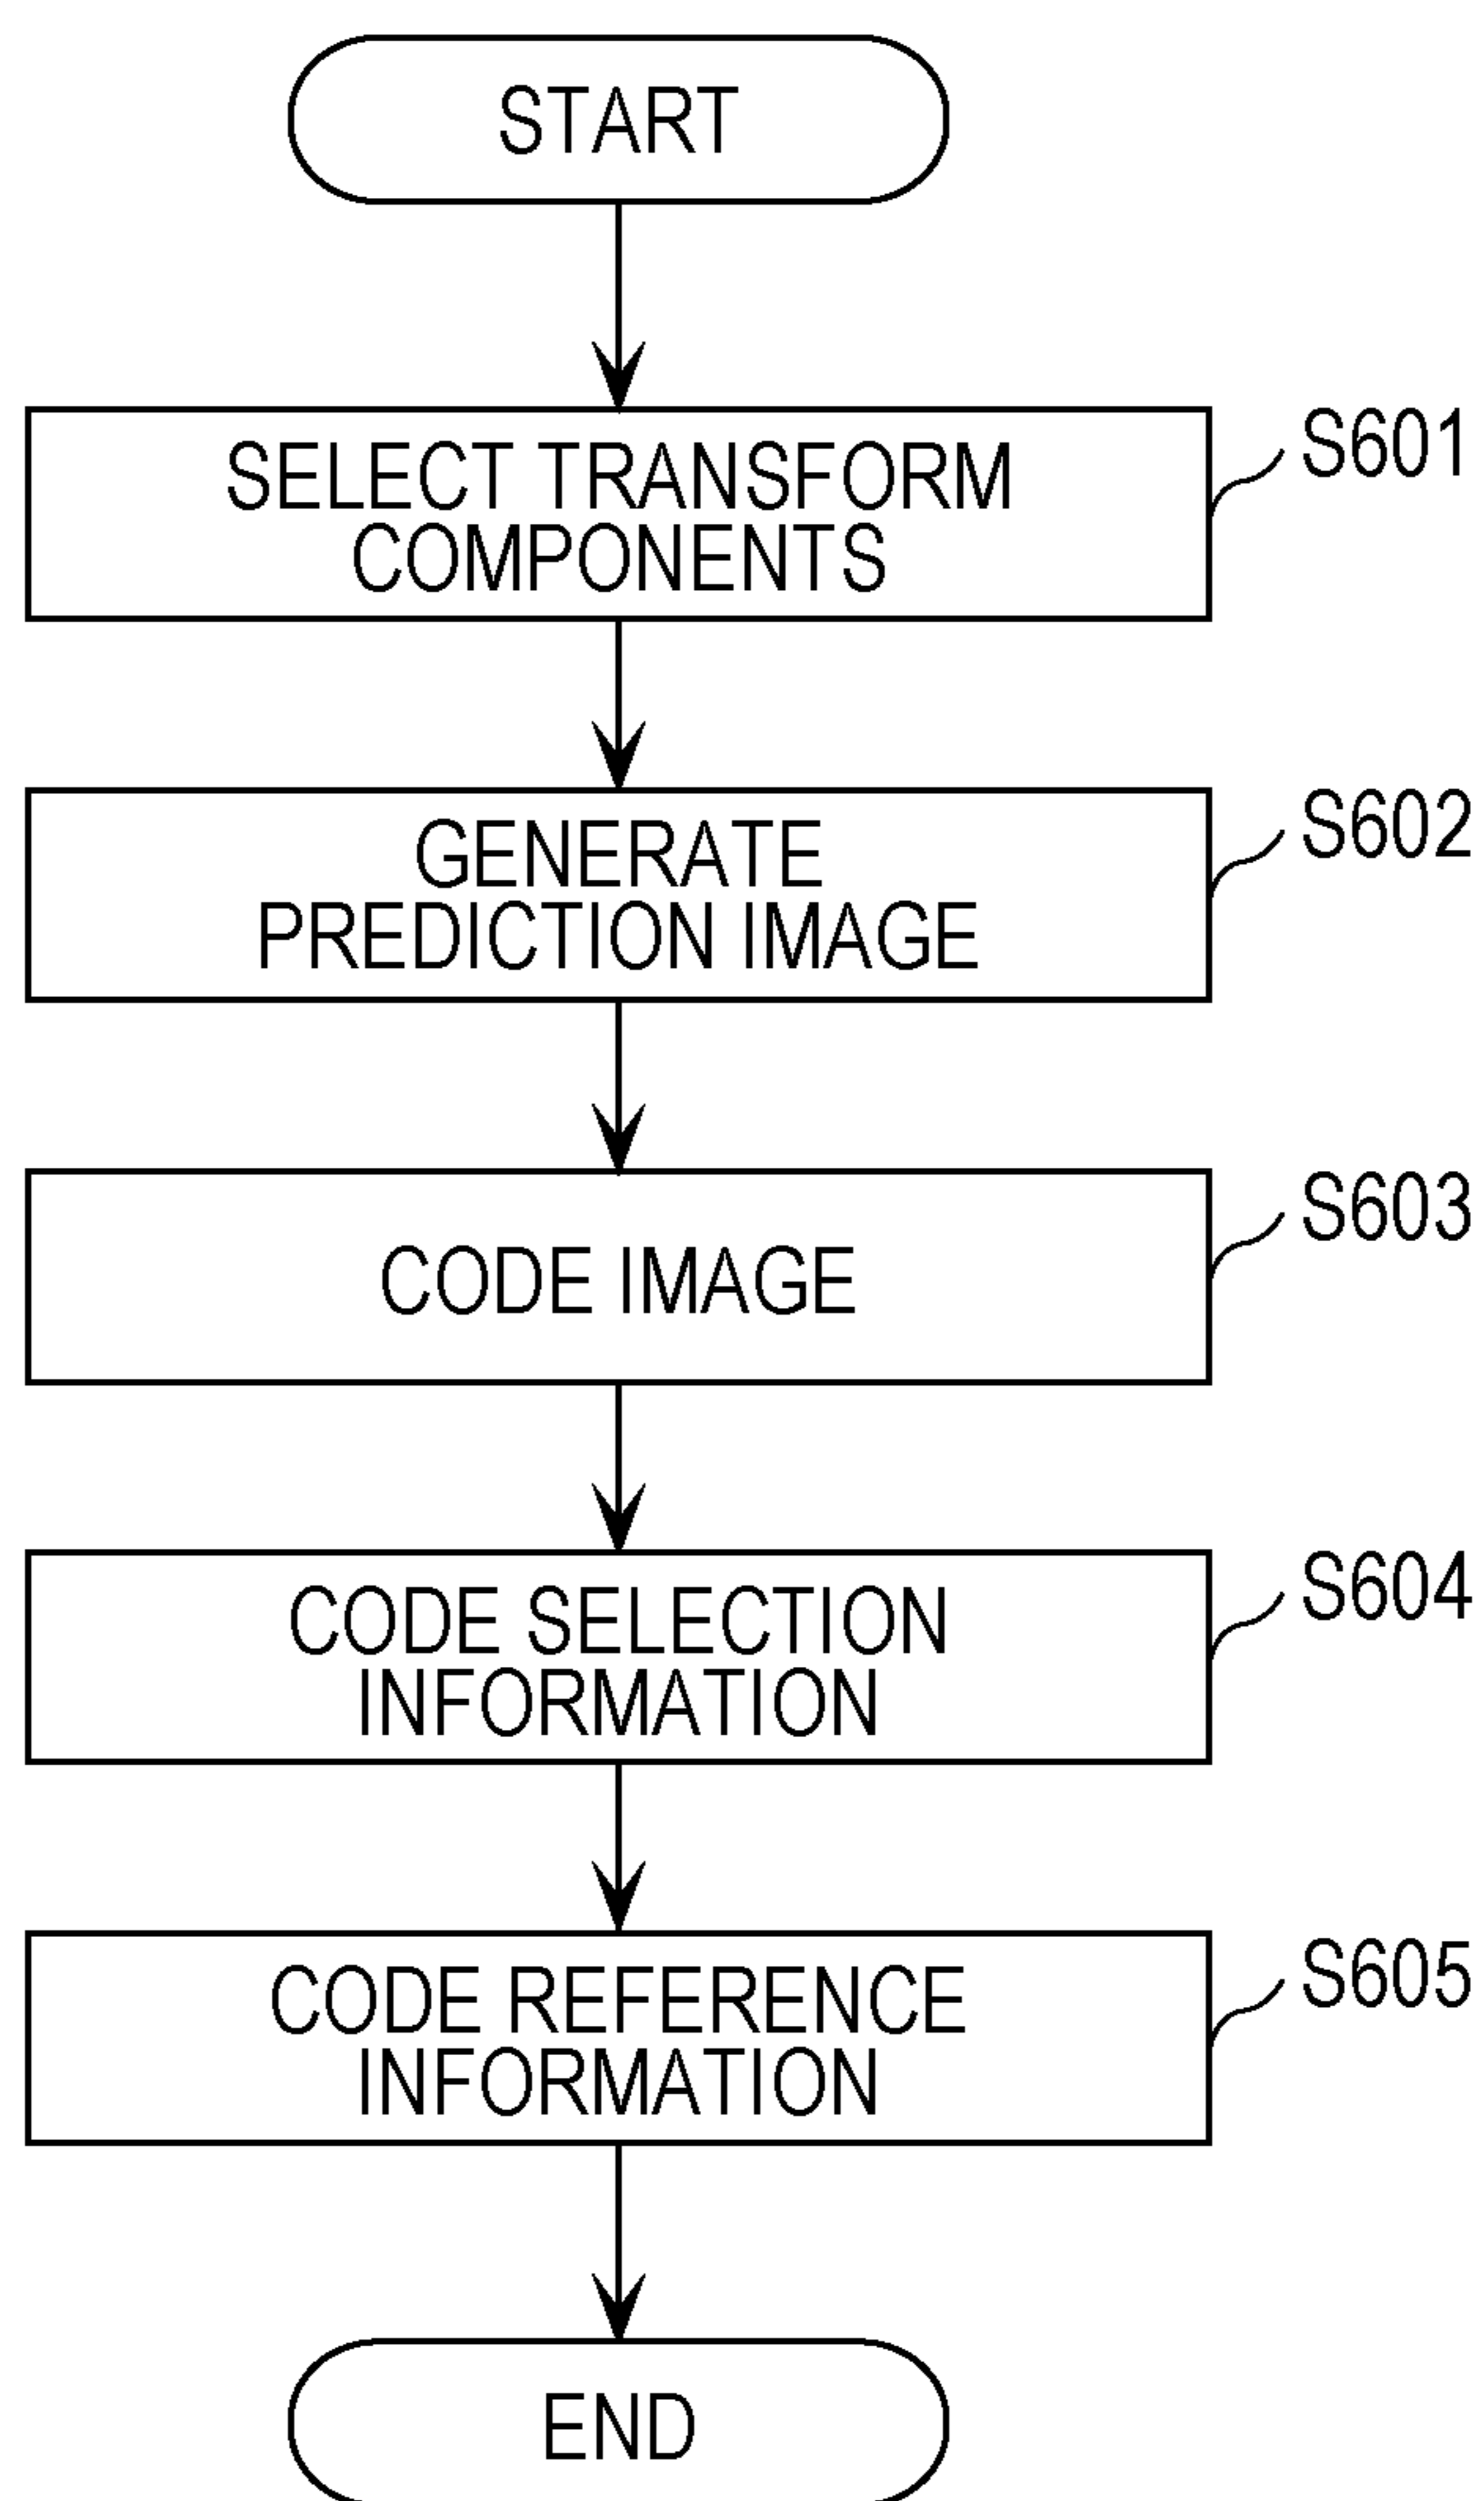 START
SELECT TRANSFORM
COMPONENTS
S601
GENERATE
PREDICTION IMAGE
S602
CODE IMAGE
S603
CODE SELECTION
INFORMATION
S604
CODE REFERENCE
INFORMATION
S605
END